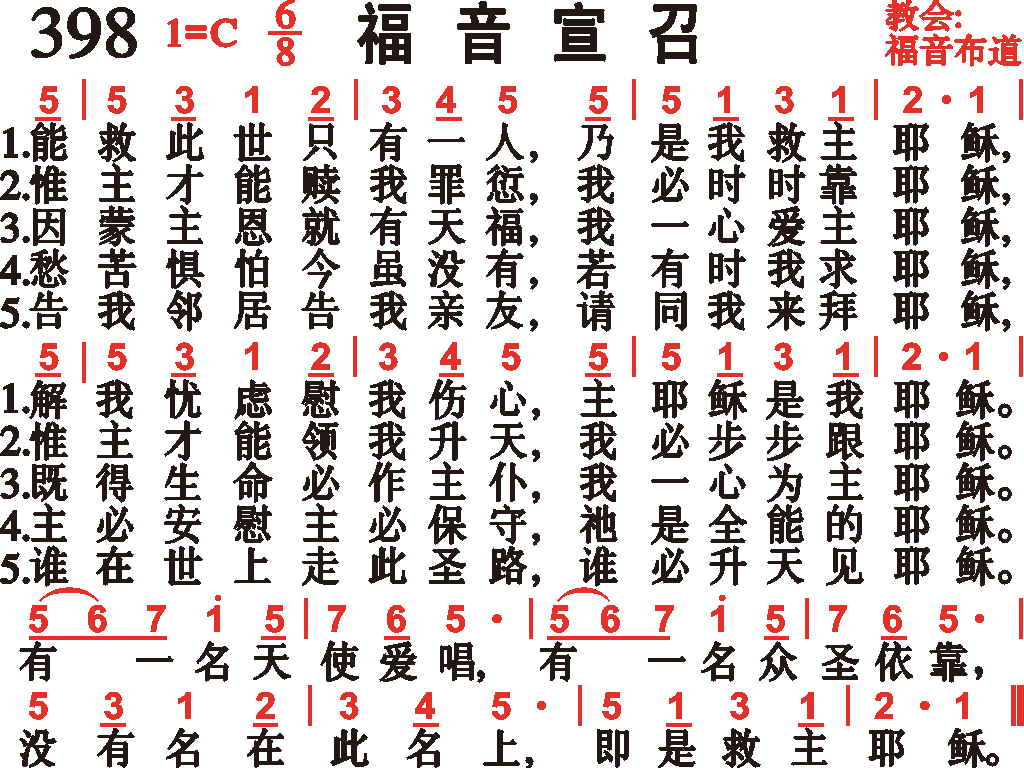 398 1=C 6/8 福音宣召 教会:
福音布道
5 | 5 3 1 2 | 3 4 5 5 | 5 1 3 1 | 2 · 1 |
1.能救此世只有一人，乃是我救主耶稣，
2.惟主才能赎我罪愆，我必时时靠耶稣，
3.因蒙主恩就有天福，我一心爱主耶稣，
4.愁苦惧怕今虽没有，若有时我求耶稣，
5.告我邻居告我亲友，请同我来拜耶稣，
5 | 5 3 1 2 | 3 4 5 5 | 5 1 3 1 | 2 · 1 |
1.解我忧虑慰我伤心，主耶稣是我耶稣。
2.惟主才能领我升天，我必步步跟耶稣。
3.既得生命必作主仆，我一心为主耶稣。
4.主必安慰主必保守，祂是全能的耶稣。
5.谁在世上走此圣路，谁必升天见耶稣。
5 6 7 i 5 | 7 6 5 · | 5 6 7 i 5 | 7 6 5 · |
有一名天使爱唱，有一名众圣依靠，
5 3 1 2 | 3 4 5 · | 5 1 3 1 | 2 · 1
没有名在此名上，即是救主耶稣。